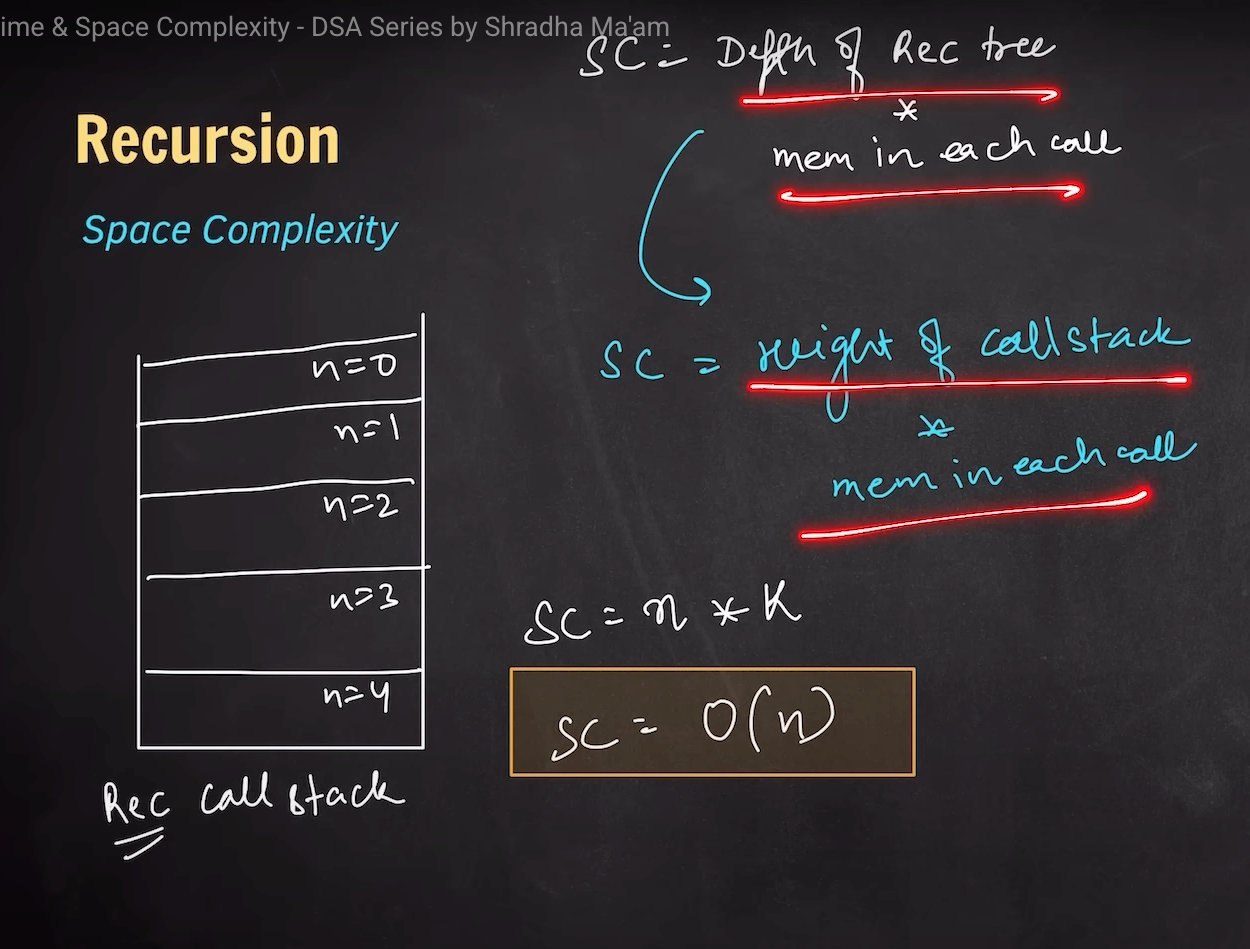 ime & Space Complexity - DSA Series by Shradha Ma'am
SC = Depth of Rec tree
*
mem in each call
Recursion
Space Complexity
SC = Height of call stack
*
mem in each call
n=0
n=1
n=2
n=3
n=4
Rec call stack
SC = n * K
SC = O(n)